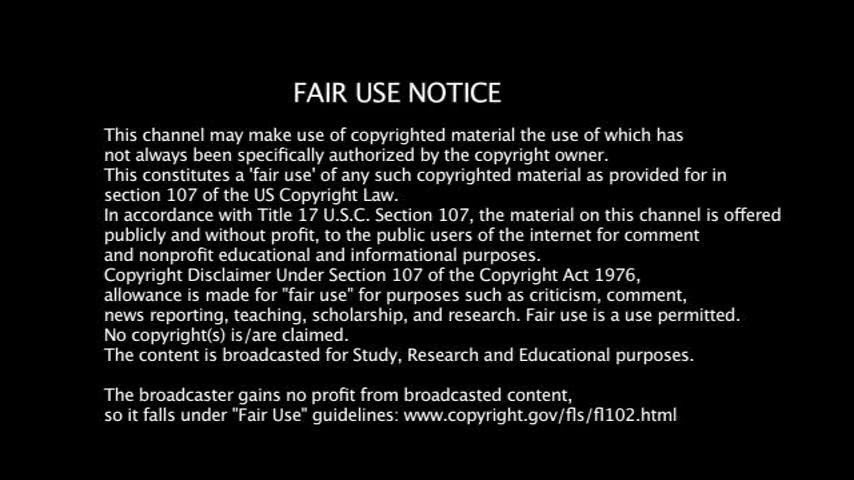 FAIR USE NOTICE
This channel may make use of copyrighted material the use of which has
not always been specifically authorized by the copyright owner.
This constitutes a 'fair use' of any such copyrighted material as provided for in
section 107 of the US Copyright Law.
In accordance with Title 17 U.S.C. Section 107, the material on this channel is offered
publicly and without profit, to the public users of the internet for comment
and nonprofit educational and informational purposes.
Copyright Disclaimer Under Section 107 of the Copyright Act 1976,
allowance is made for "fair use" for purposes such as criticism, comment,
news reporting, teaching, scholarship, and research. Fair use is a use permitted.
No copyright(s) is/are claimed.
The content is broadcasted for Study, Research and Educational purposes.
The broadcaster gains no profit from broadcasted content,
so it falls under "Fair Use" guidelines: www.copyright.gov/fls/fl102.html